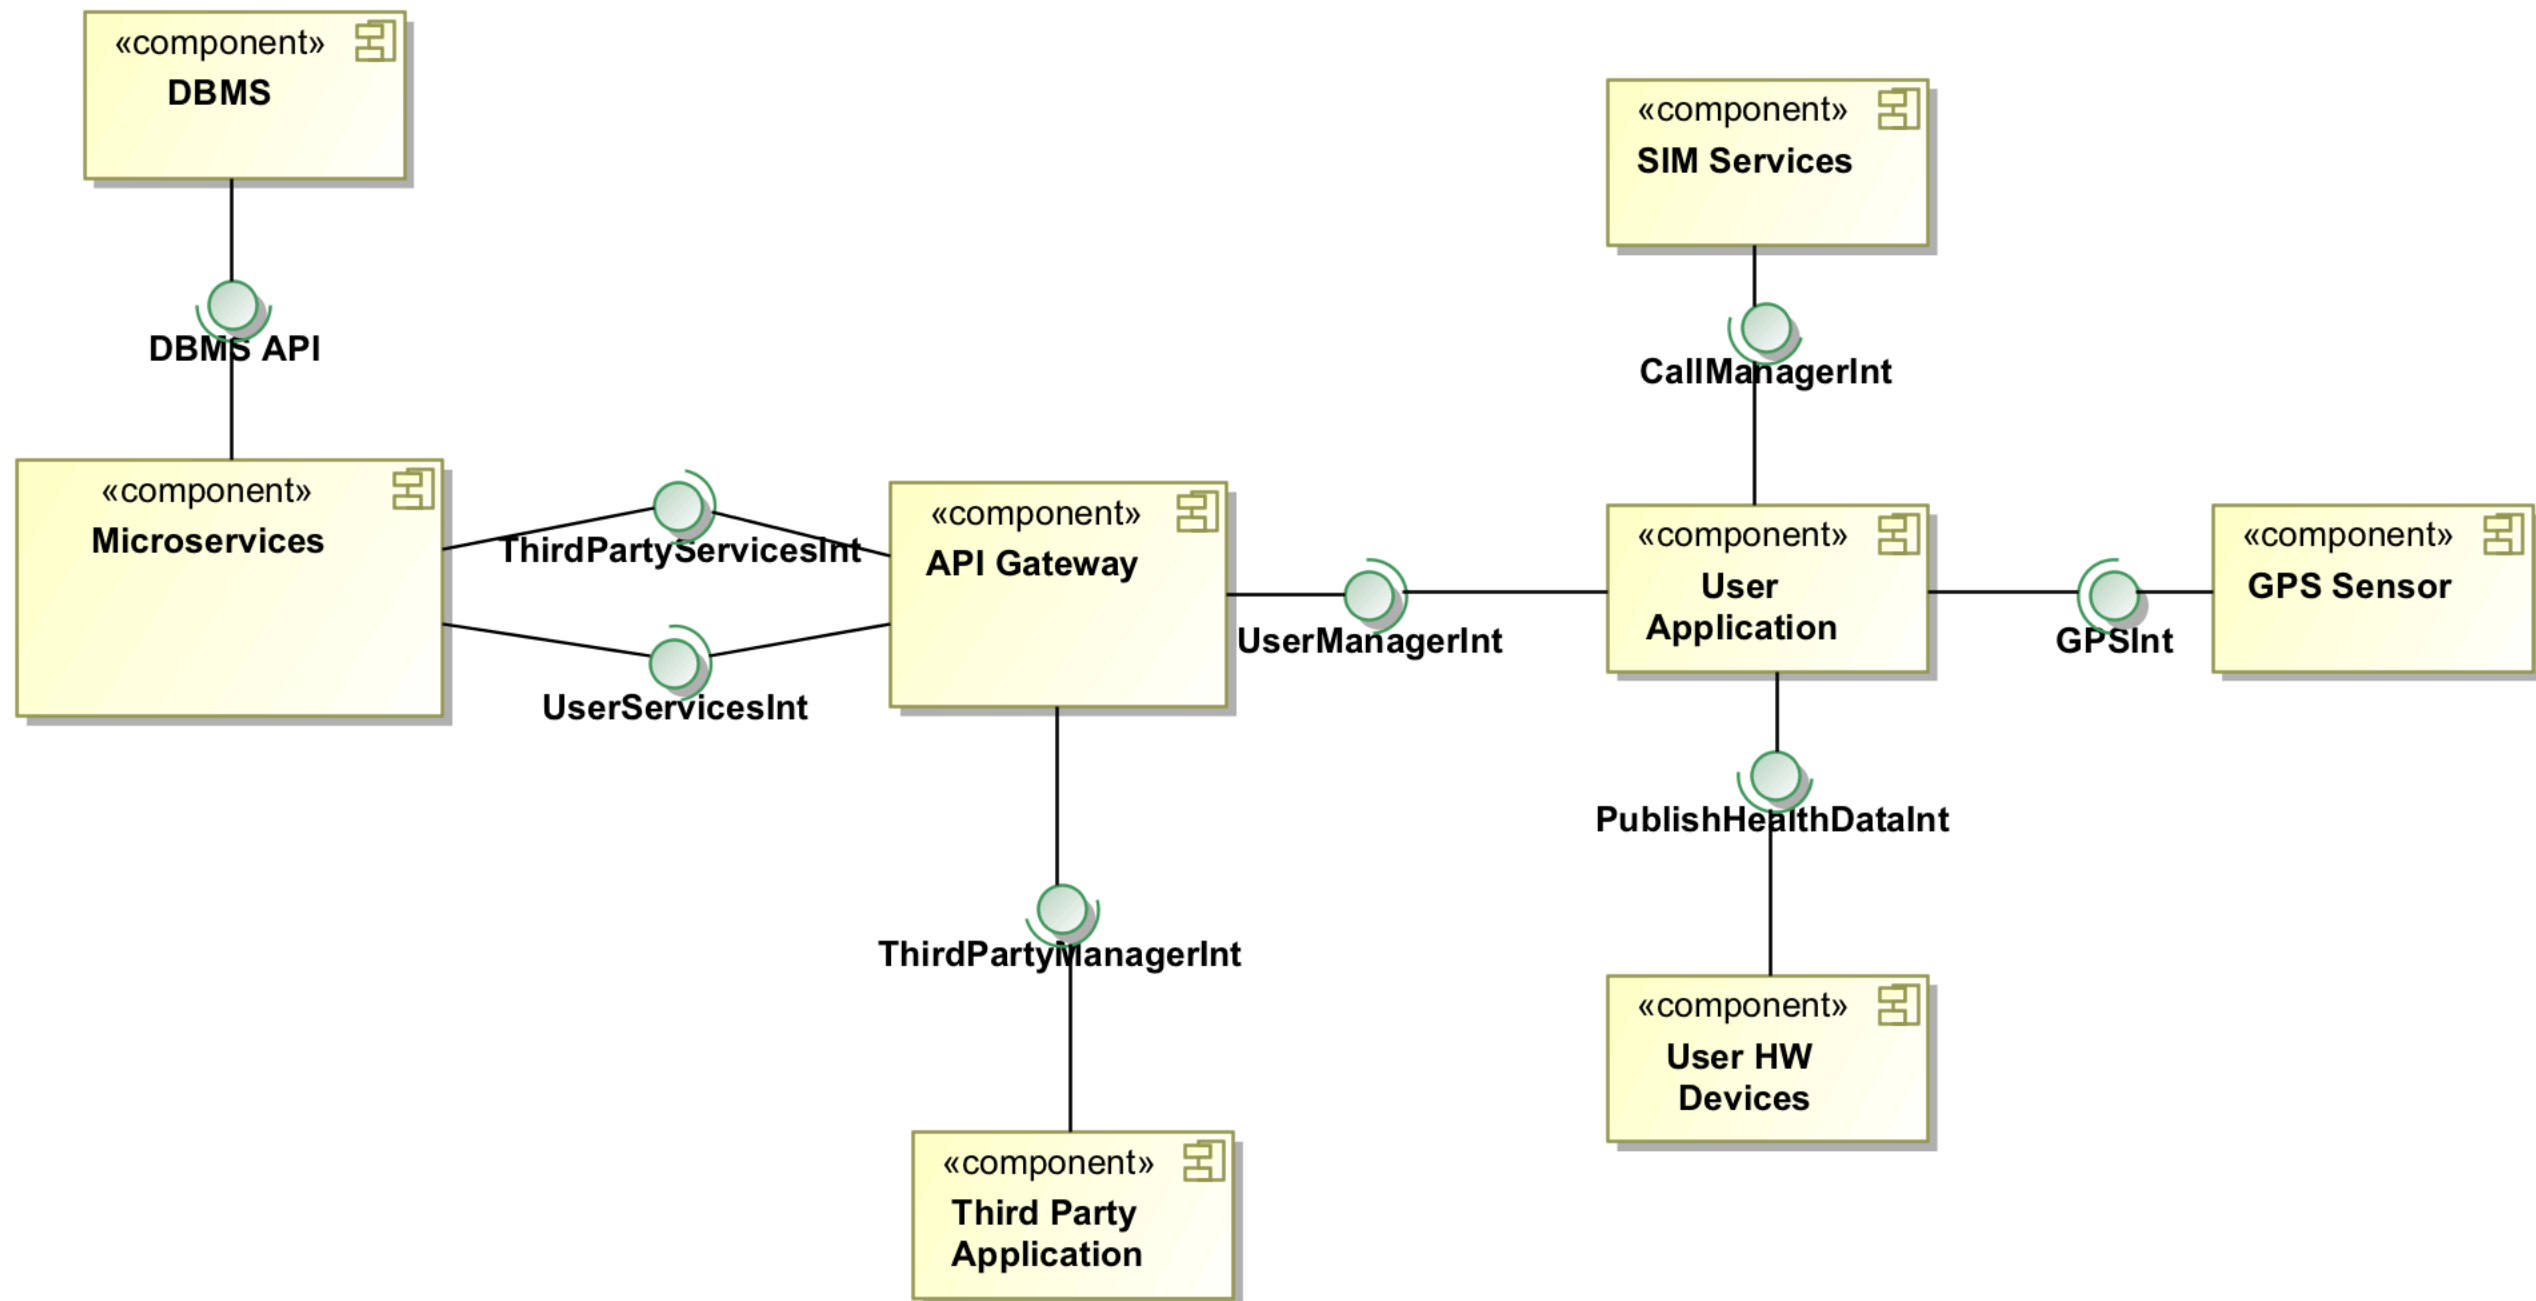 «component»
DBMS
DBMS API
«component»
Microservices
ThirdPartyServicesInt
UserServicesInt
«component»
API Gateway
UserManagerInt
ThirdPartyManagerInt
«component»
Third Party
Application
«component»
SIM Services
CallManagerInt
«component»
User
Application
GPSInt
«component»
GPS Sensor
PublishHealthDataInt
«component»
User HW
Devices